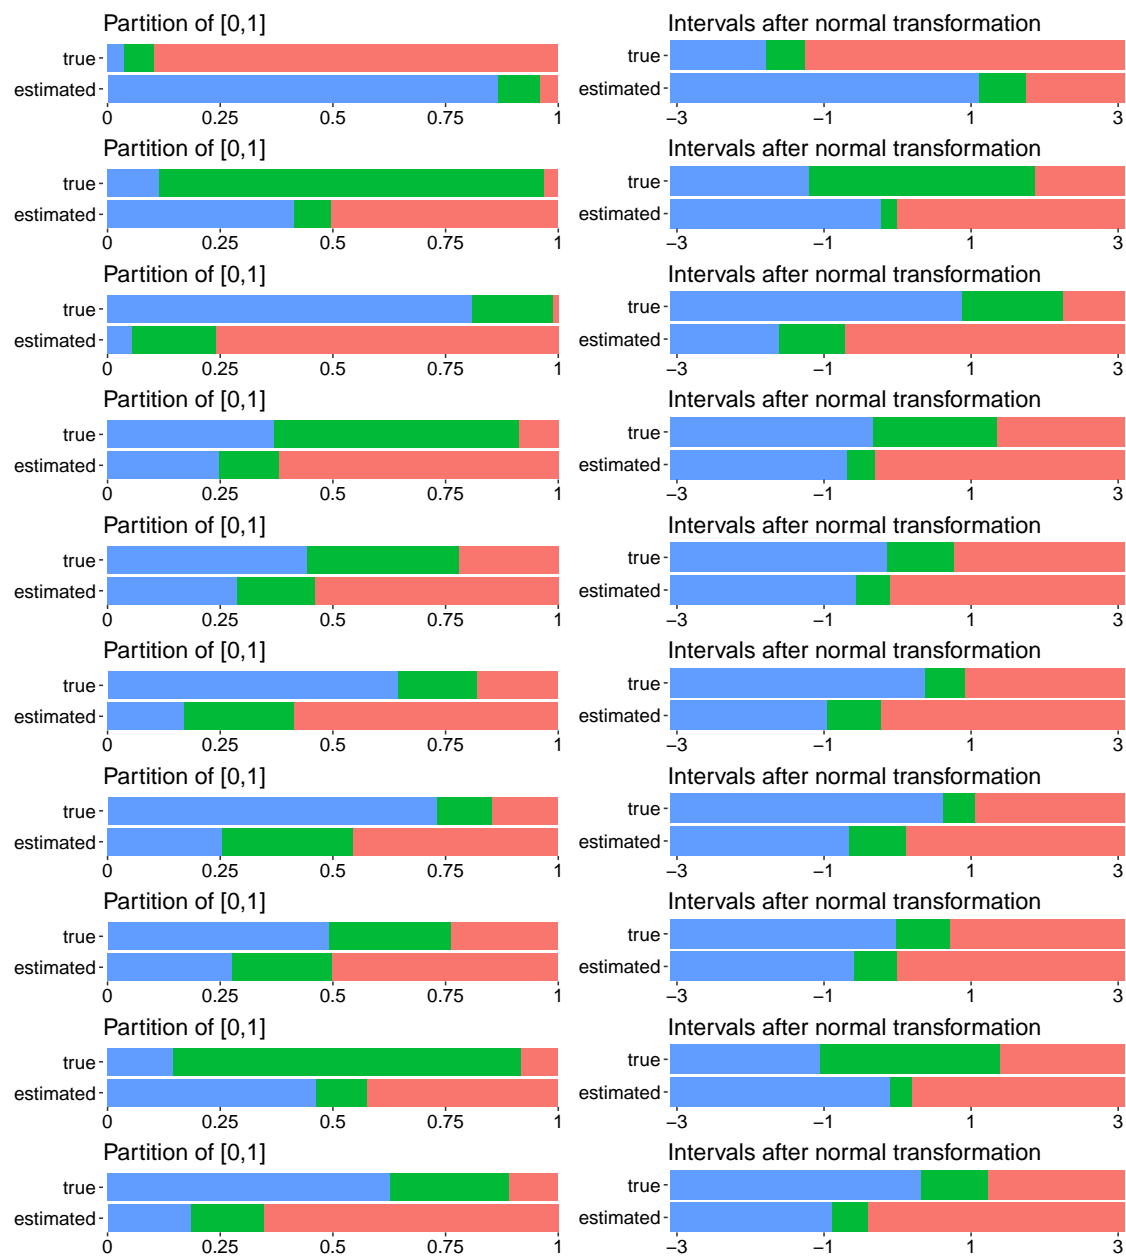 Partition of [0,1] Intervals after normal transformation
true true
estimated estimated
0 0.25 0.5 0.75 1 −3 −1 1 3
Partition of [0,1] Intervals after normal transformation
true true
estimated estimated
0 0.25 0.5 0.75 1 −3 −1 1 3
Partition of [0,1] Intervals after normal transformation
true true
estimated estimated
0 0.25 0.5 0.75 1 −3 −1 1 3
Partition of [0,1] Intervals after normal transformation
true true
estimated estimated
0 0.25 0.5 0.75 1 −3 −1 1 3
Partition of [0,1] Intervals after normal transformation
true true
estimated estimated
0 0.25 0.5 0.75 1 −3 −1 1 3
Partition of [0,1] Intervals after normal transformation
true true
estimated estimated
0 0.25 0.5 0.75 1 −3 −1 1 3
Partition of [0,1] Intervals after normal transformation
true true
estimated estimated
0 0.25 0.5 0.75 1 −3 −1 1 3
Partition of [0,1] Intervals after normal transformation
true true
estimated estimated
0 0.25 0.5 0.75 1 −3 −1 1 3
Partition of [0,1] Intervals after normal transformation
true true
estimated estimated
0 0.25 0.5 0.75 1 −3 −1 1 3
Partition of [0,1] Intervals after normal transformation
true true
estimated estimated
0 0.25 0.5 0.75 1 −3 −1 1 3